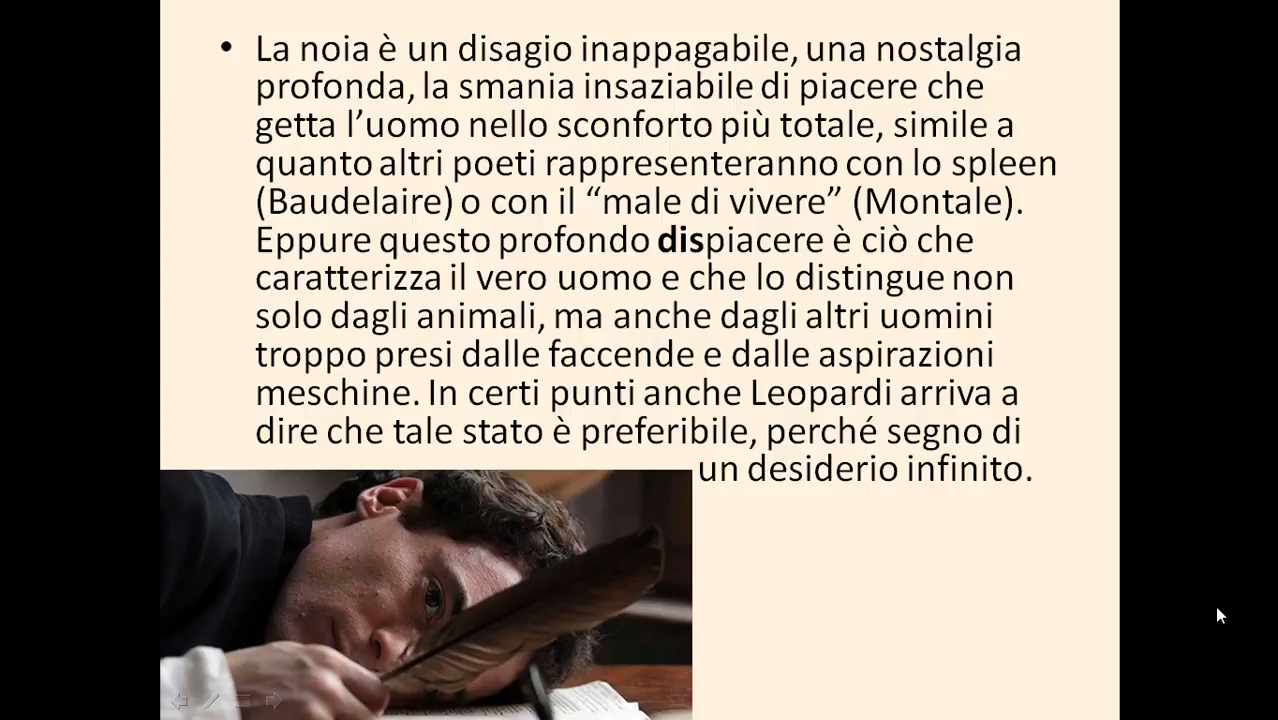 • La noia è un disagio inappagabile, una nostalgia
profonda, la smania insaziabile di piacere che
getta l’uomo nello sconforto più totale, simile a
quanto altri poeti rappresenteranno con lo spleen
(Baudelaire) o con il “male di vivere” (Montale).
Eppure questo profondo dispiacere è ciò che
caratterizza il vero uomo e che lo distingue non
solo dagli animali, ma anche dagli altri uomini
troppo presi dalle faccende e dalle aspirazioni
meschine. In certi punti anche Leopardi arriva a
dire che tale stato è preferibile, perché segno di
un desiderio infinito.